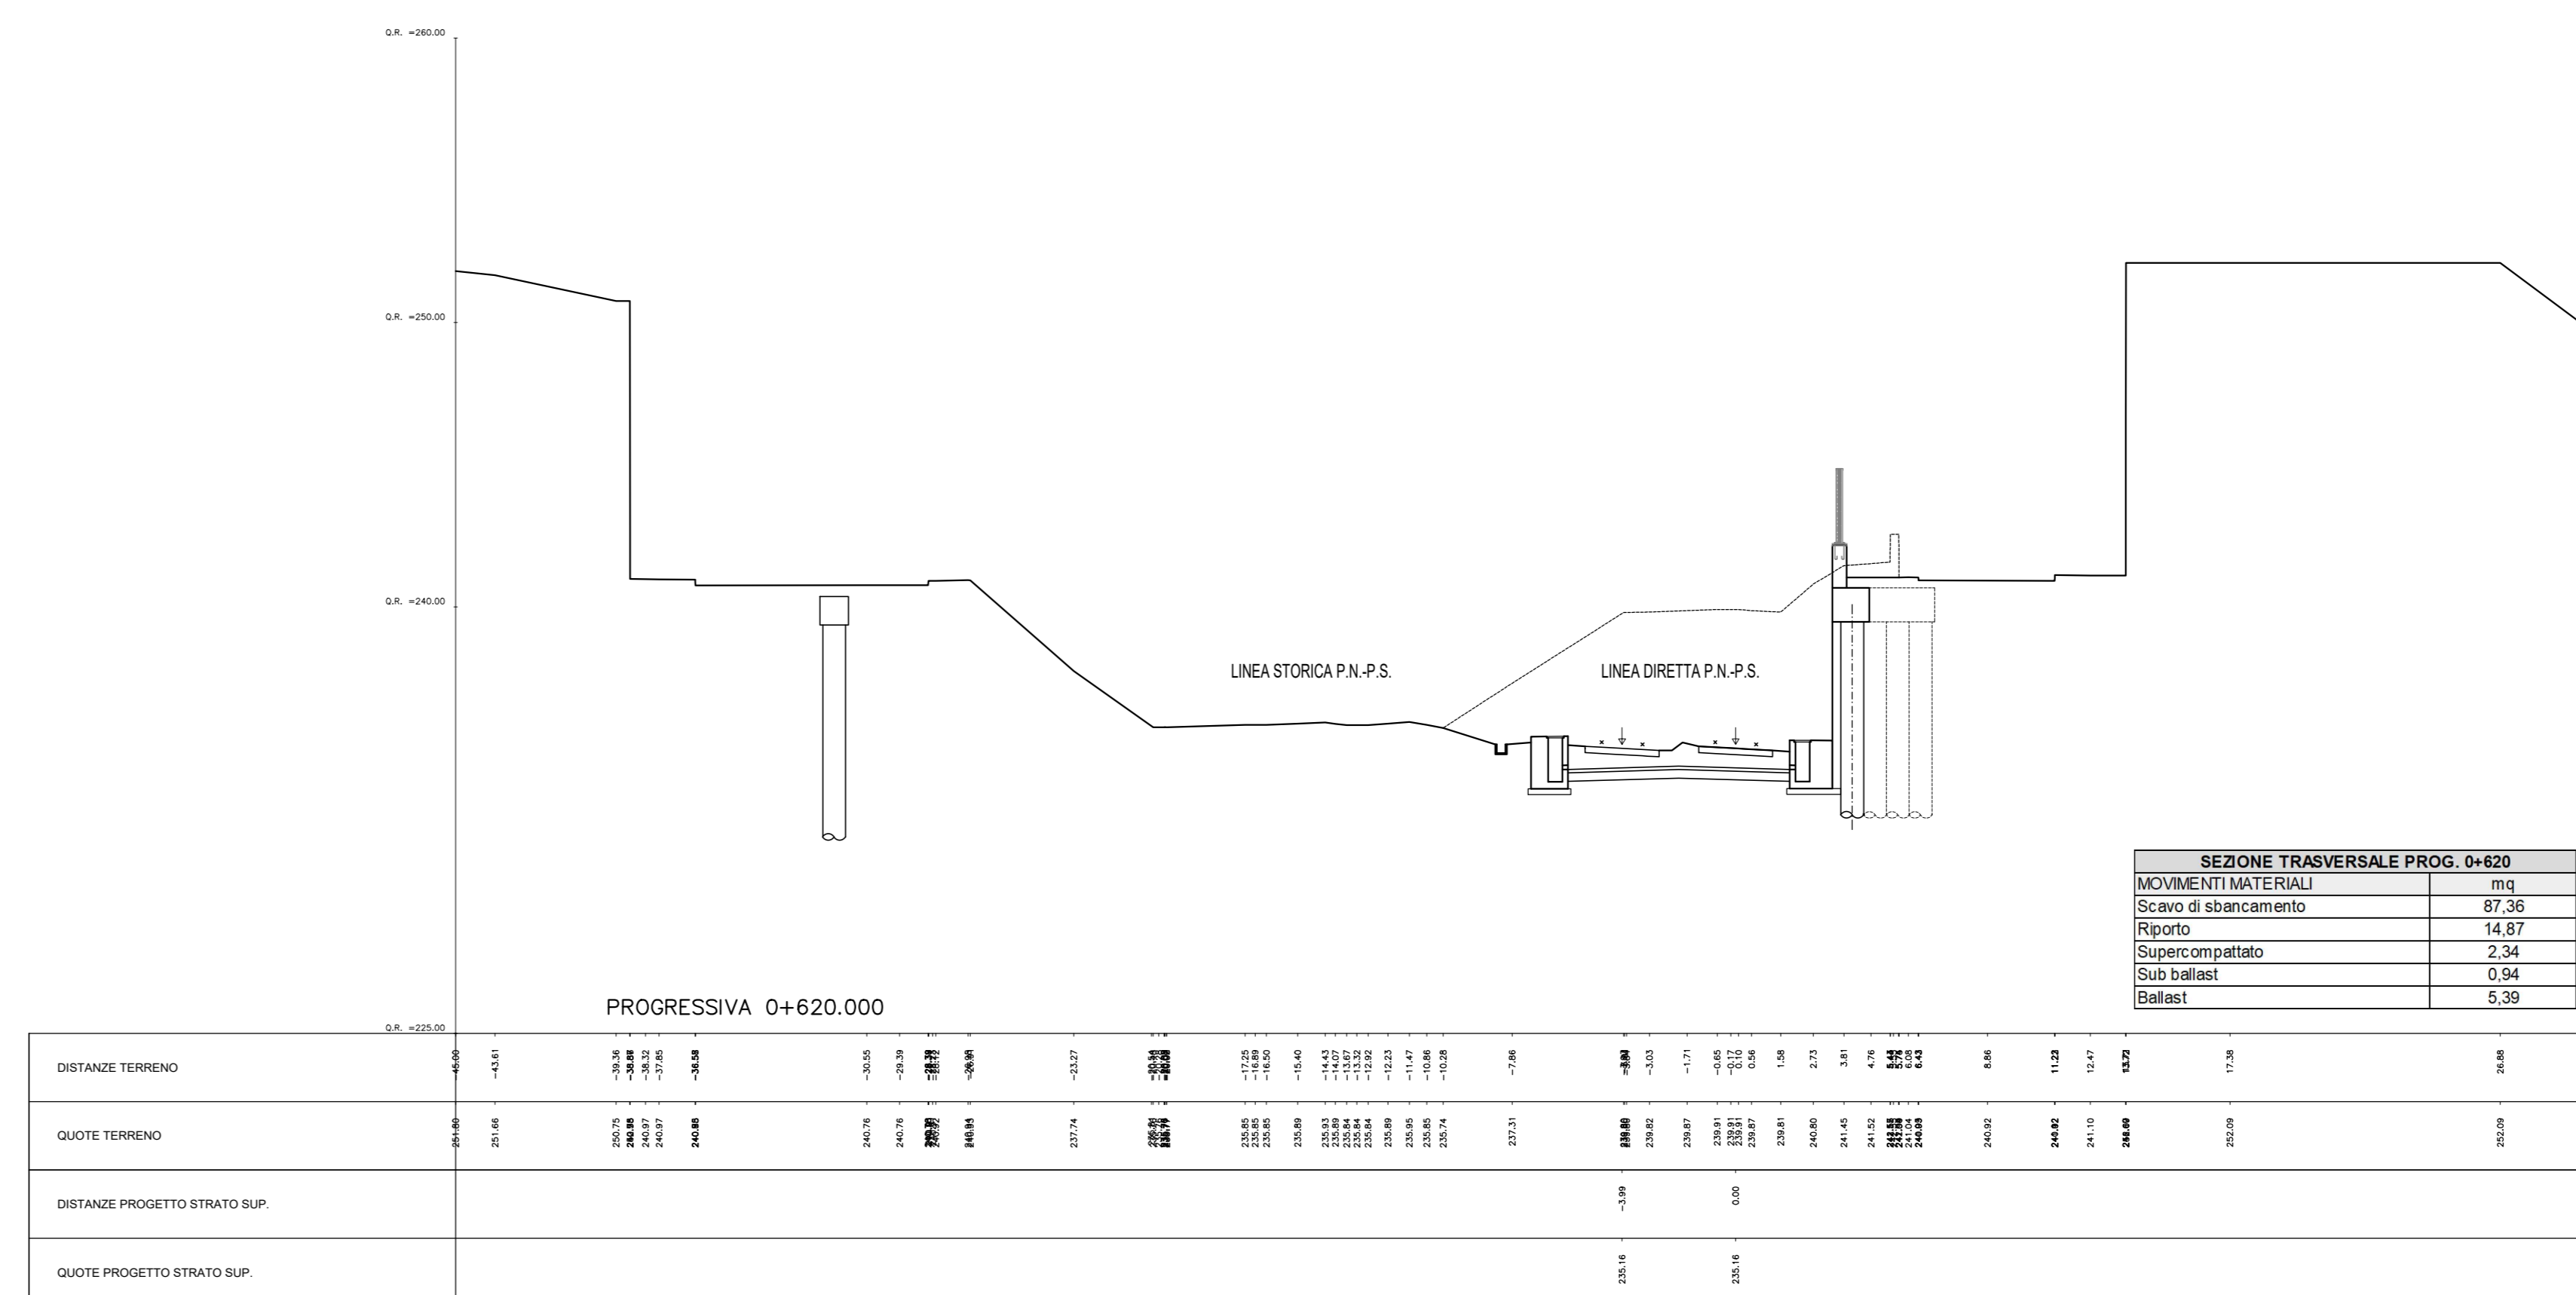 Q.R. =260.00
Q.R. =250.00
Q.R. =240.00
LINEA STORICA P.N.-P.S.
LINEA DIRETTA P.N.-P.S.
SEZIONE TRASVERSALE PROG. 0+620
MOVIMENTI MATERIALI mq
Scavo di sbancamento 87,36
Riporto 14,87
Supercompattato 2,34
Sub ballast 0,94
Ballast 5,39
PROGRESSIVA 0+620.000
Q.R. =225.00
DISTANZE TERRENO -45.00 -43.61 -39.36 -38.32 -37.85 -36.58 -30.55 -29.39 -28.12 -23.27 -17.25 -16.89 -16.50 -15.40 -14.43 -14.07 -13.67 -13.32 -12.92 -12.23 -11.47 -10.86 -10.28 -7.86 -3.03 -1.71 -0.65 -0.17 0.10 0.56 1.58 2.73 3.81 4.76 6.08 6.43 8.86 11.22 12.47 17.38 26.88
QUOTE TERRENO 251.80 251.66 250.75 240.97 240.97 240.76 240.76 240.92 237.74 235.85 235.85 235.85 235.89 235.93 235.89 235.84 235.84 235.84 235.89 235.95 235.85 235.74 237.31 239.82 239.87 239.91 239.91 239.91 239.87 239.81 240.80 241.45 241.52 241.04 240.92 241.10 252.09 252.09
DISTANZE PROGETTO STRATO SUP. -3.99 0.00
QUOTE PROGETTO STRATO SUP. 235.16 235.16